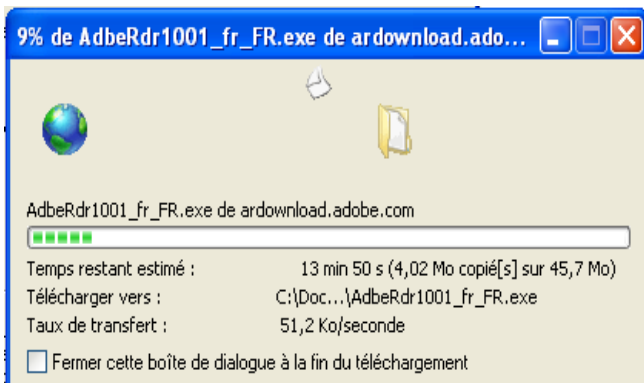 9% de AdbeRdr1001_fr_FR.exe de ardownload.ado...
AdbeRdr1001_fr_FR.exe de ardownload.adobe.com
Temps restant estimé : 13 min 50 s (4,02 Mo copié[s] sur 45,7 Mo)
Télécharger vers : C:\Doc...\AdbeRdr1001_fr_FR.exe
Taux de transfert : 51,2 Ko/seconde
Fermer cette boîte de dialogue à la fin du téléchargement